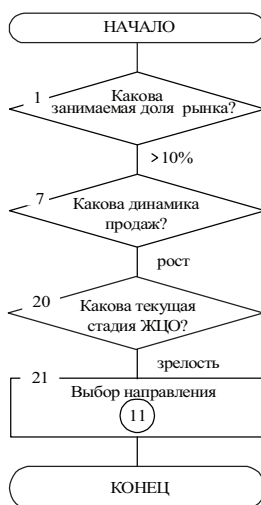 НАЧАЛО
1
Какова
занимаемая доля рынка?
>10%
7
Какова динамика
продаж?
рост
20
Какова текущая
стадия ЖЦО?
зрелость
21
Выбор направления
11
КОНЕЦ